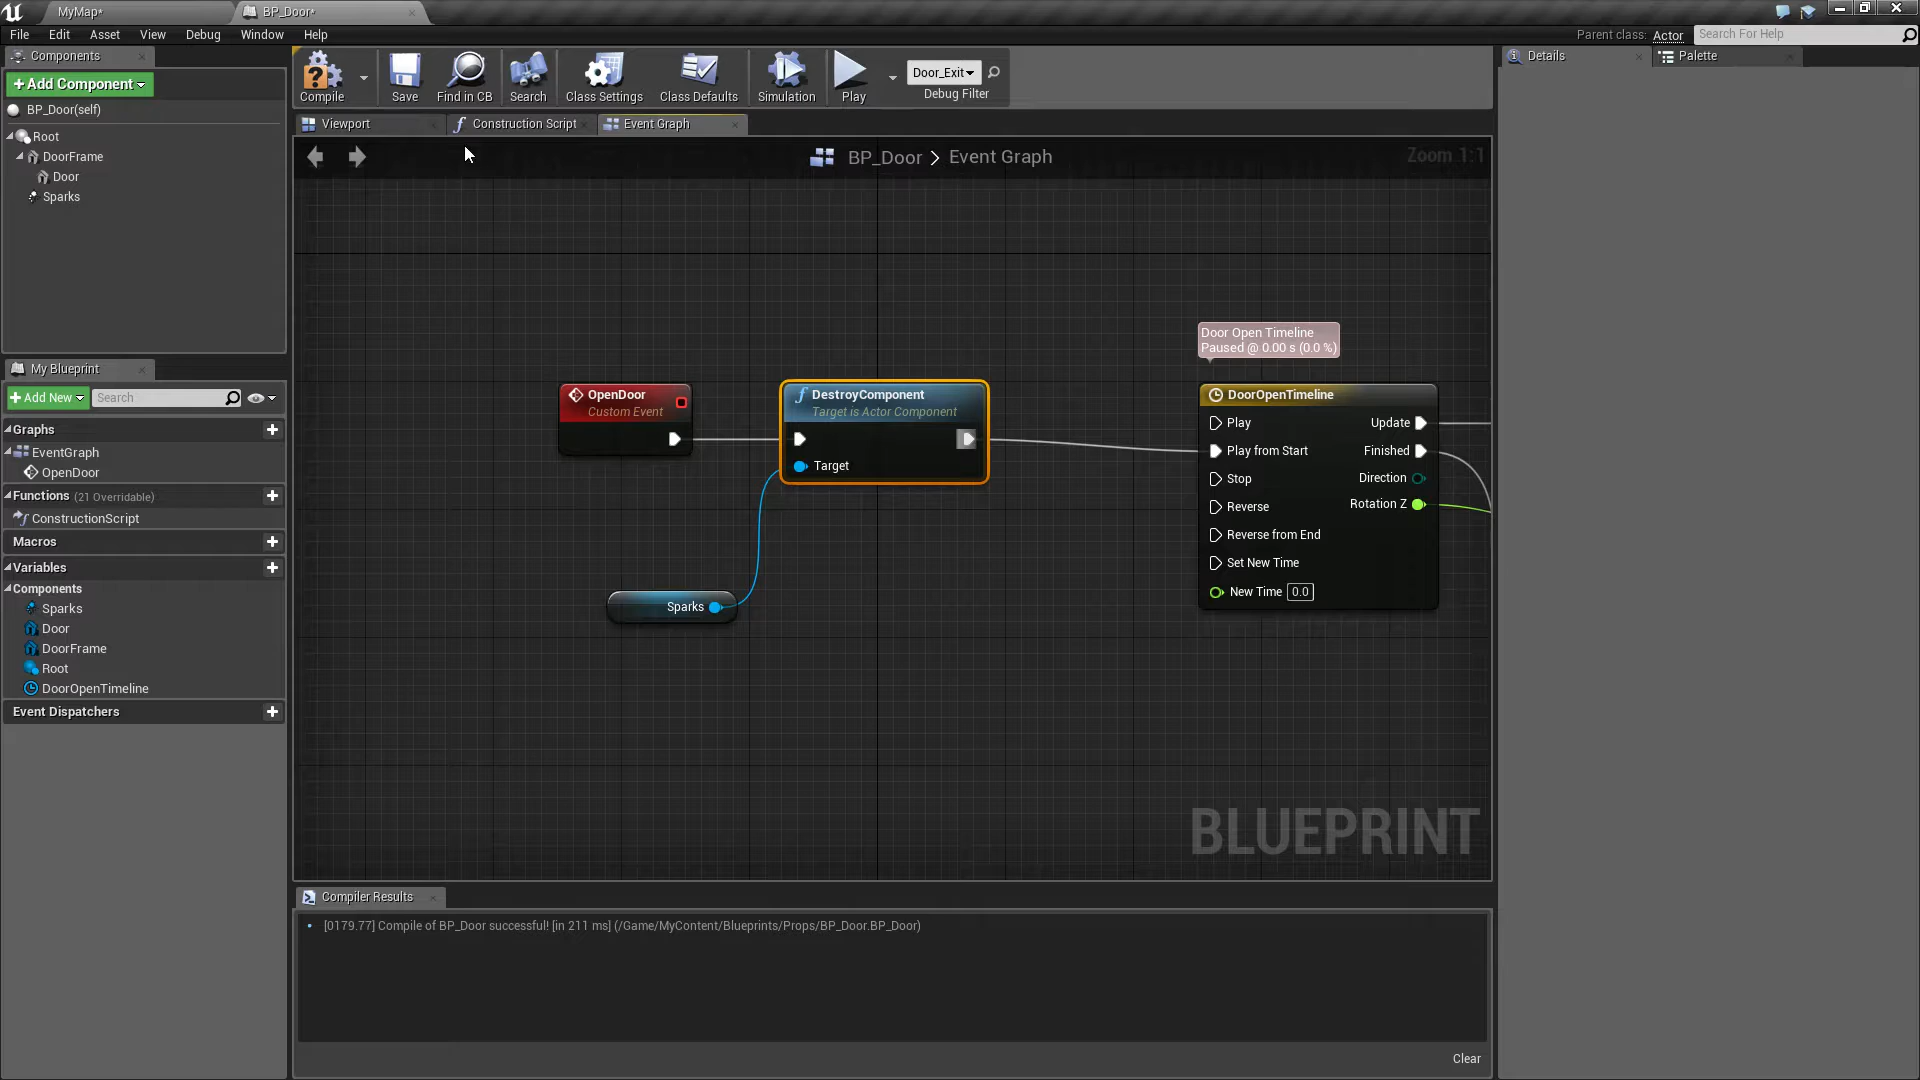 MyMap*
BP_Door*
File Edit Asset View Debug Window Help
Parent class: Actor
Search For Help
Components
+Add Component
BP_Door(self)
Root
DoorFrame
Door
Sparks
My Blueprint
+Add New
Search
Graphs
EventGraph
OpenDoor
Functions (21 Overridable)
ConstructionScript
Macros
Variables
Components
Sparks
Door
DoorFrame
Root
DoorOpenTimeline
Event Dispatchers
Compile
Save
Find in CB
Search
Class Settings
Class Defaults
Simulation
Play
Door_Exit
Debug Filter
Viewport
Construction Script
Event Graph
BP_Door > Event Graph
Zoom 1:1
OpenDoor
Custom Event
DestroyComponent
Target is Actor Component
Target
Sparks
Door Open Timeline
Paused @ 0.00 s (0.0 %)
DoorOpenTimeline
Play Update
Play from Start Finished
Stop Direction
Reverse Rotation Z
Reverse from End
Set New Time
New Time 0.0
BLUEPRINT
Compiler Results
[0179.77] Compile of BP_Door successful! [in 211 ms] (/Game/MyContent/Blueprints/Props/BP_Door.BP_Door)
Clear
Details
Palette